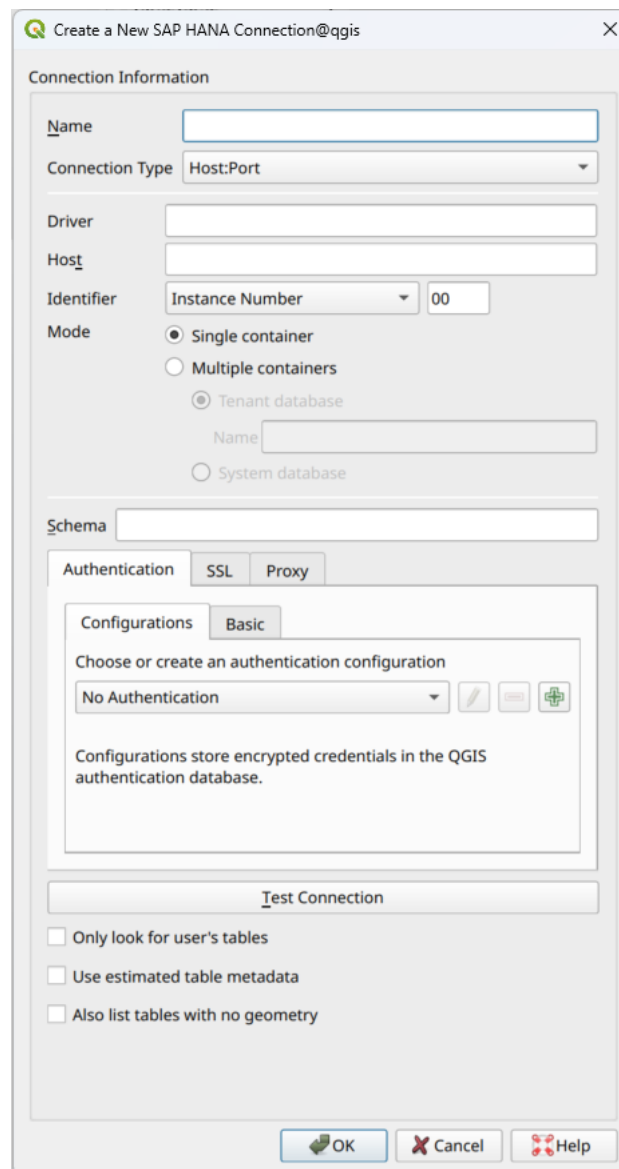 Create a New SAP HANA Connection@qgis
Connection Information
Name
Connection Type Host:Port
Driver
Host
Identifier Instance Number 00
Mode Single container
Multiple containers
Tenant database
Name
System database
Schema
Authentication SSL Proxy
Configurations Basic
Choose or create an authentication configuration
No Authentication
Configurations store encrypted credentials in the QGIS
authentication database.
Test Connection
Only look for user's tables
Use estimated table metadata
Also list tables with no geometry
OK Cancel Help